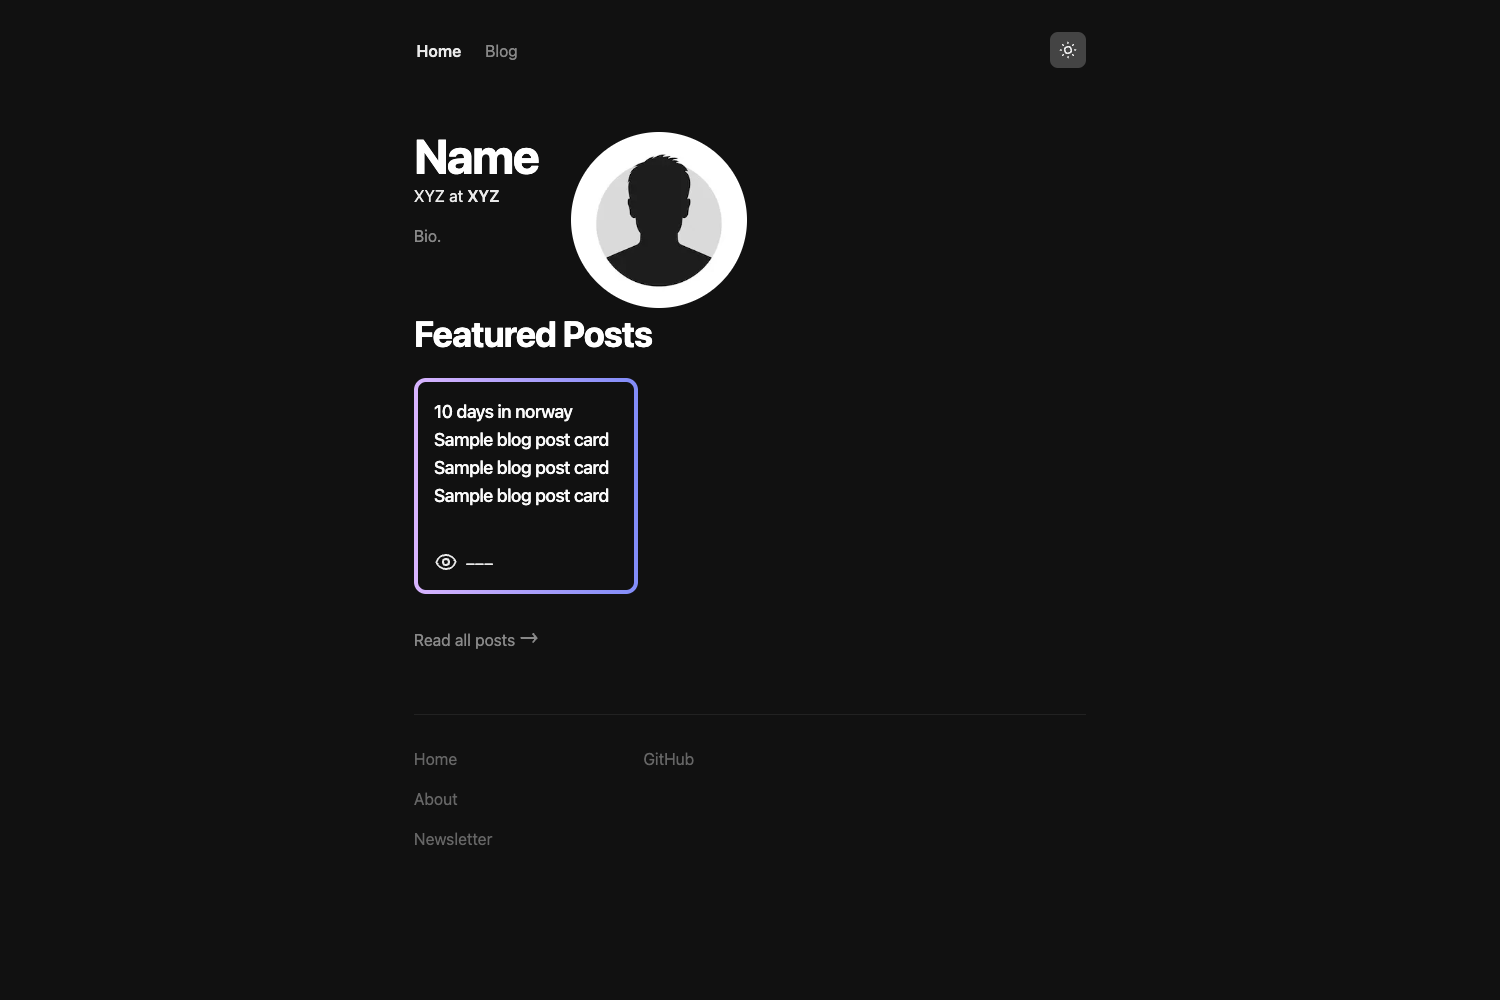 Home Blog
Name
XYZ at XYZ
Bio.
Featured Posts
10 days in norway
Sample blog post card
Sample blog post card
Sample blog post card
–––
Read all posts →
Home
GitHub
About
Newsletter